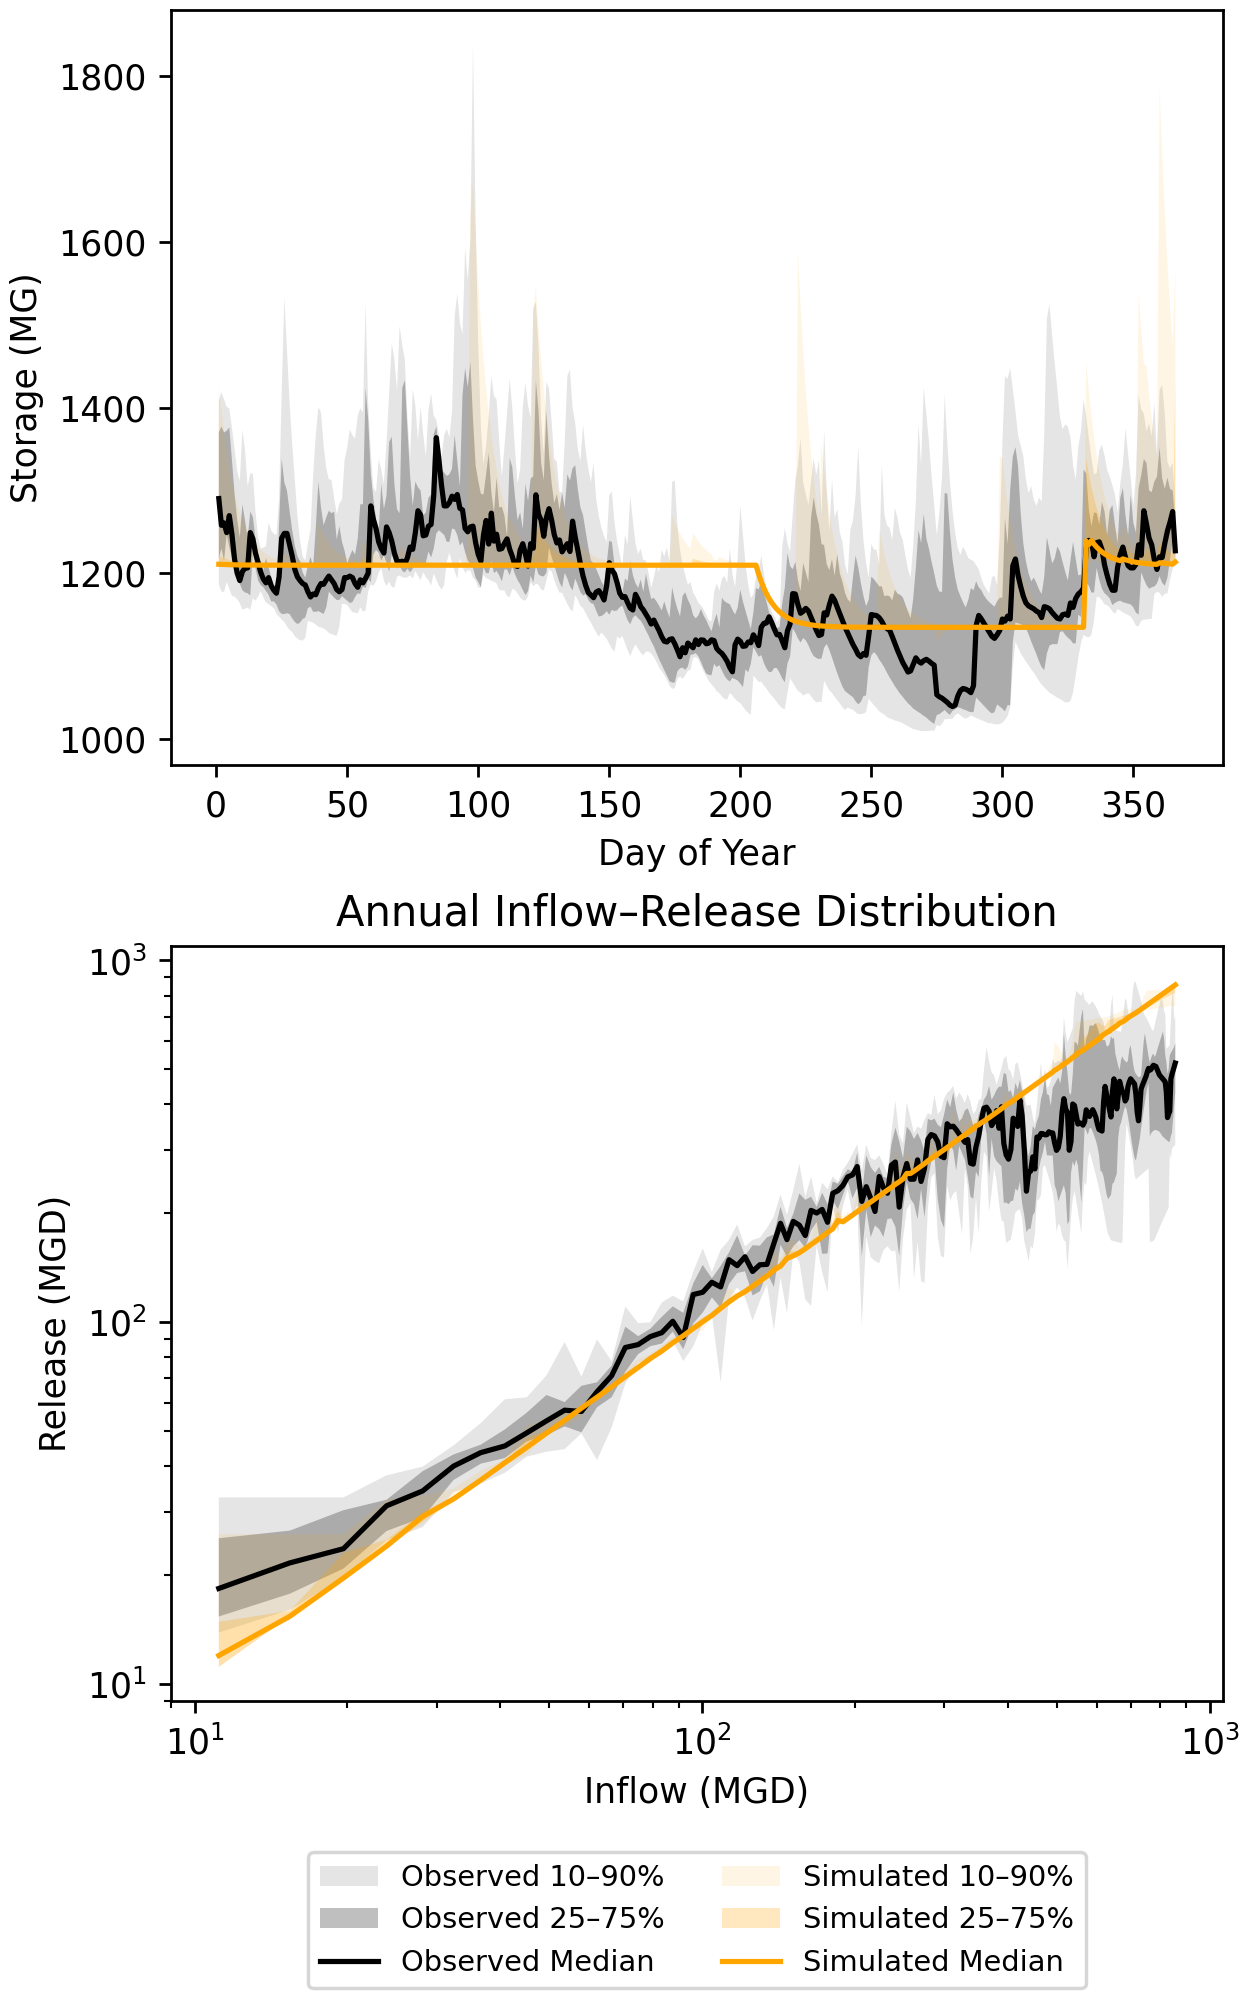 1800
1600
1400
1200
1000
Storage (MG)
0 50 100 150 200 250 300 350
Day of Year
Annual Inflow–Release Distribution
10³
10²
10¹
Release (MGD)
10¹ 10² 10³
Inflow (MGD)
Observed 10–90% Simulated 10–90%
Observed 25–75% Simulated 25–75%
Observed Median Simulated Median